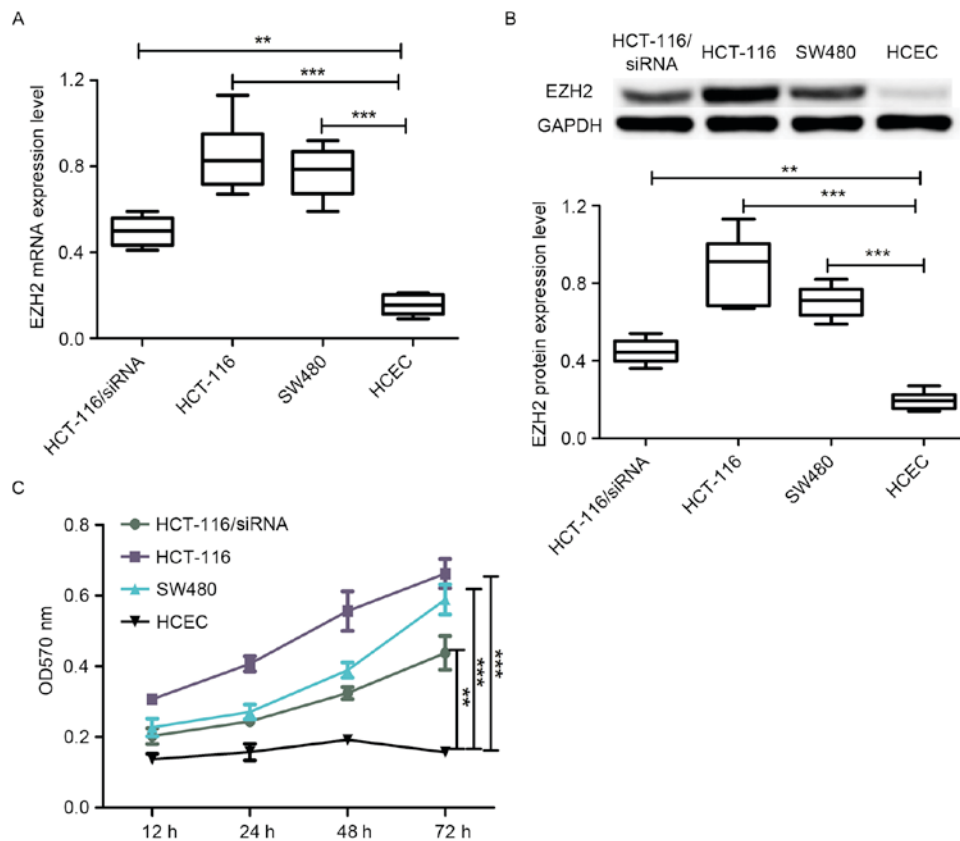 A
**
***
***
1.2
0.8
0.4
0.0
EZH2 mRNA expression level
HCT-116/siRNA
HCT-116
SW480
HCEC
B
HCT-116/
siRNA
HCT-116
SW480
HCEC
EZH2
GAPDH
**
***
***
1.2
0.8
0.4
0.0
EZH2 protein expression level
HCT-116/siRNA
HCT-116
SW480
HCEC
C
0.8
0.6
0.4
0.2
0.0
OD570 nm
HCT-116/siRNA
HCT-116
SW480
HCEC
**
***
***
12 h
24 h
48 h
72 h